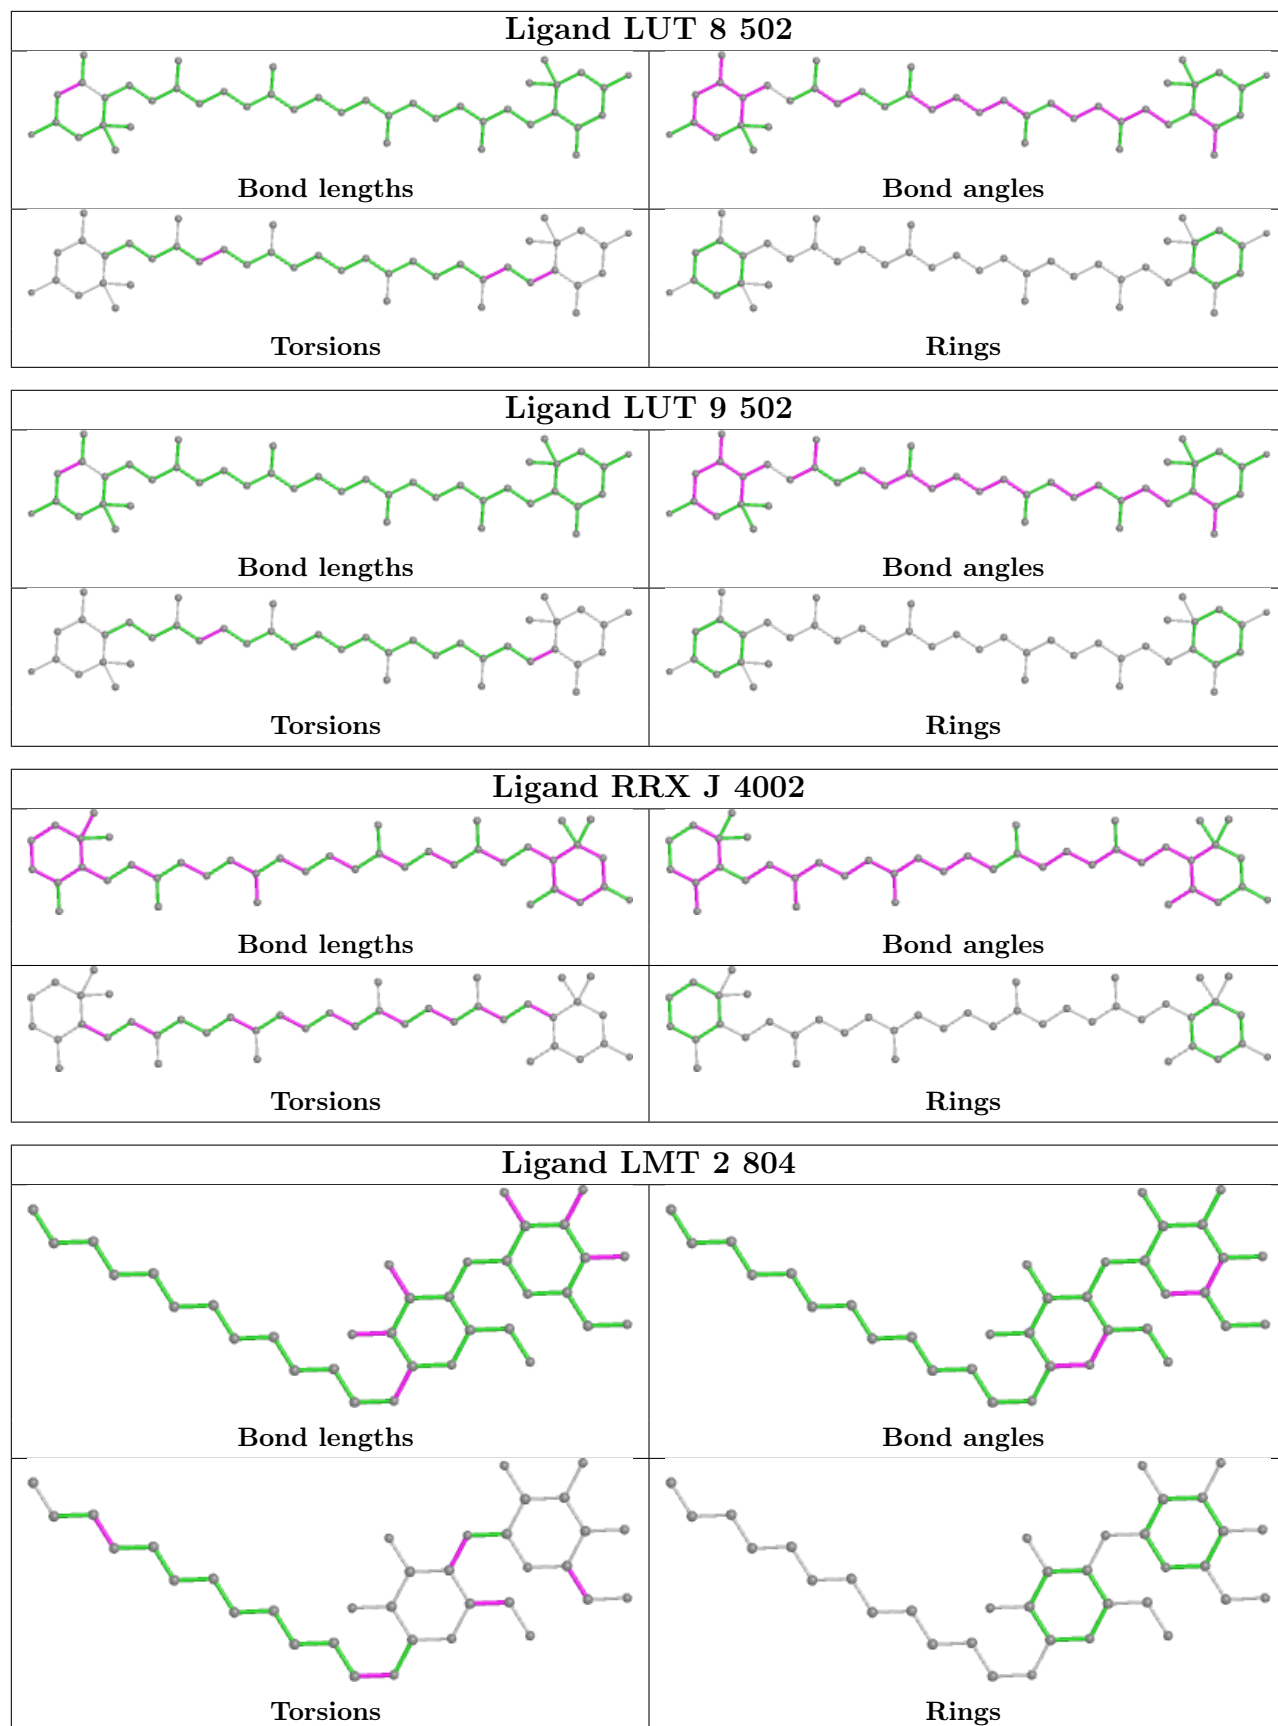 Ligand LUT 8 502
Bond lengths
Bond angles
Torsions
Rings
Ligand LUT 9 502
Bond lengths
Bond angles
Torsions
Rings
Ligand RRX J 4002
Bond lengths
Bond angles
Torsions
Rings
Ligand LMT 2 804
Bond lengths
Bond angles
Torsions
Rings